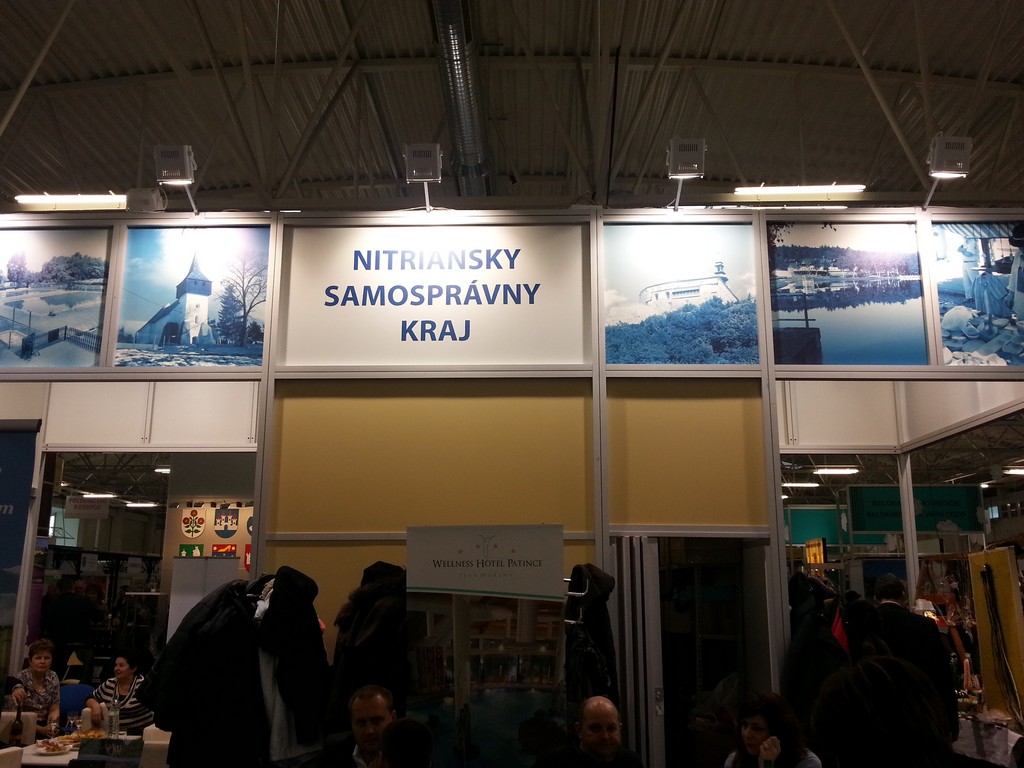 NITRIANSKY
SAMOSPRÁVNY
KRAJ
WELLNESS HOTEL PATINCE